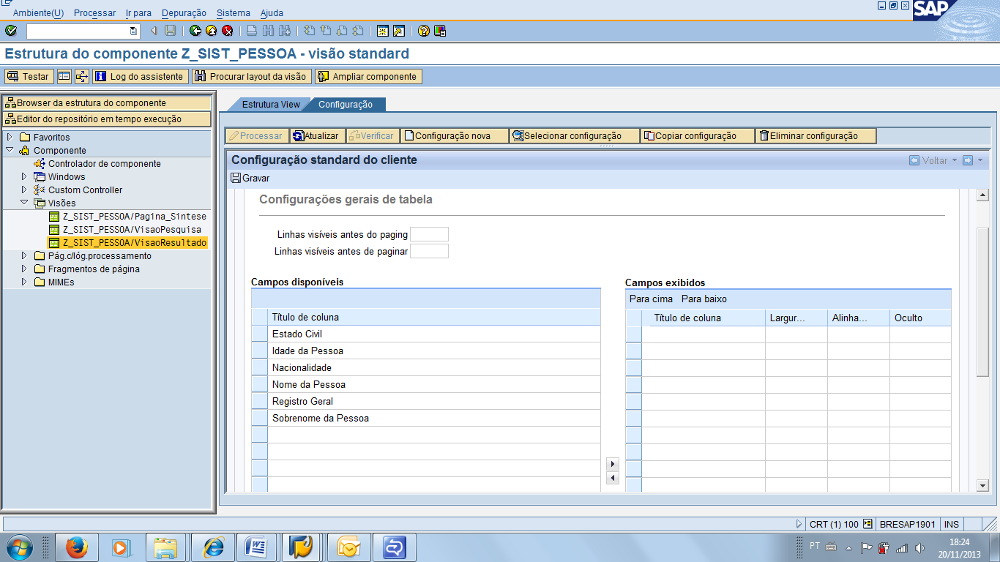 Ambiente(U) Processar Ir para Depuração Sistema Ajuda
SAP
Estrutura do componente Z_SIST_PESSOA - visão standard
Testar Log do assistente Procurar layout da visão Ampliar componente
Browser da estrutura do componente
Editor do repositório em tempo execução
Favoritos
Componente
Controlador de componente
Windows
Custom Controller
Visões
Z_SIST_PESSOA/Pagina_Sintese
Z_SIST_PESSOA/VisaoPesquisa
Z_SIST_PESSOA/VisaoResultado
Pág.c/lóg.processamento
Fragmentos de página
MIMEs
Estrutura View Configuração
Processar Atualizar Verificar Configuração nova Selecionar configuração Copiar configuração Eliminar configuração
Configuração standard do cliente Voltar
Gravar
Configurações gerais de tabela
Linhas visíveis antes do paging
Linhas visíveis antes de paginar
Campos disponíveis
Título de coluna
Estado Civil
Idade da Pessoa
Nacionalidade
Nome da Pessoa
Registro Geral
Sobrenome da Pessoa
Campos exibidos
Para cima Para baixo
Título de coluna Largur... Alinha... Oculto
CRT (1) 100 BRESAP1901 INS
PT 18:24
20/11/2013